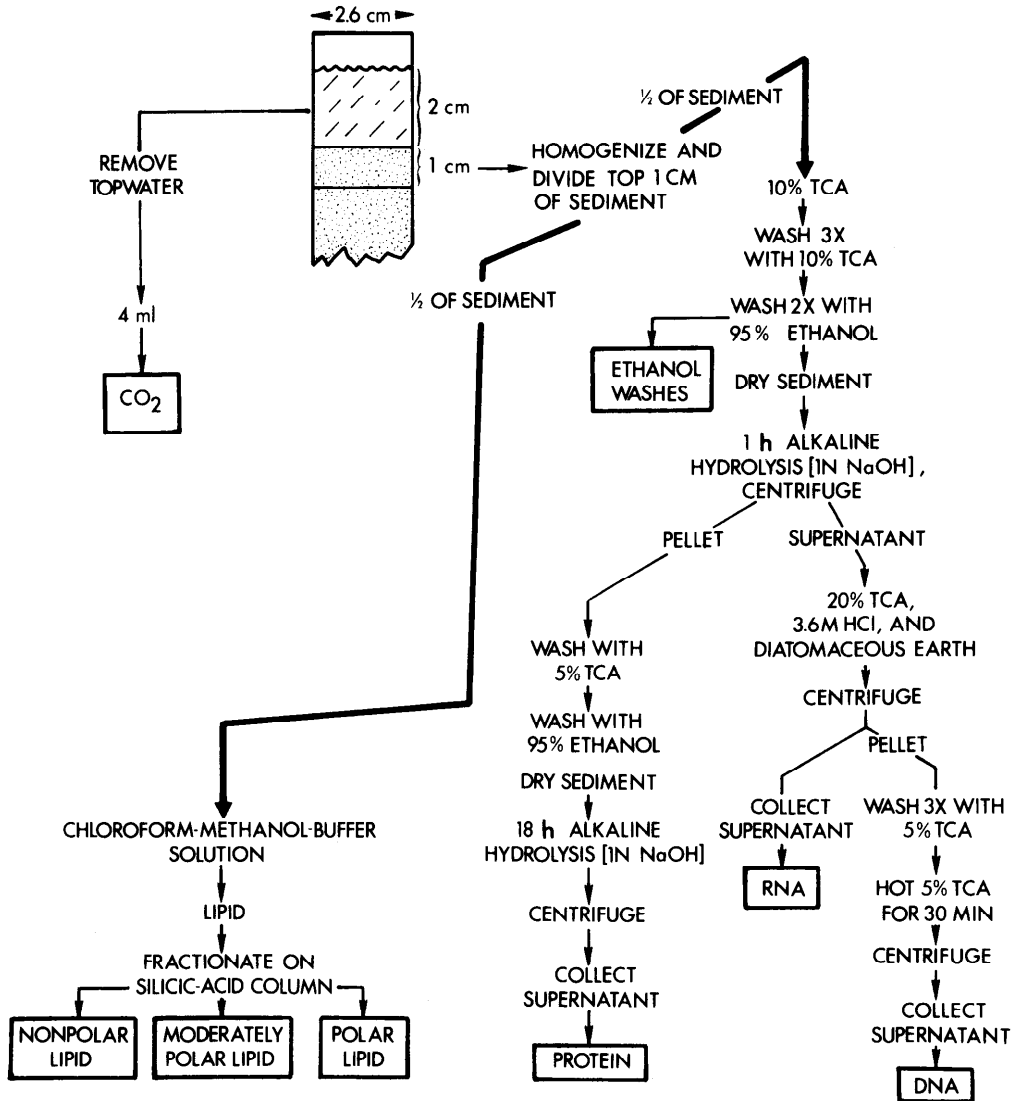 2.6 cm
2 cm
1 cm
REMOVE
TOPWATER
4 ml
CO2
HOMOGENIZE AND
DIVIDE TOP 1 CM
OF SEDIMENT
½ OF SEDIMENT
½ OF SEDIMENT
10% TCA
WASH 3X
WITH 10% TCA
WASH 2X WITH
95% ETHANOL
ETHANOL
WASHES
DRY SEDIMENT
1 h ALKALINE
HYDROLYSIS [1N NaOH],
CENTRIFUGE
PELLET
SUPERNATANT
WASH WITH
5% TCA
WASH WITH
95% ETHANOL
DRY SEDIMENT
18 h ALKALINE
HYDROLYSIS [1N NaOH]
CENTRIFUGE
COLLECT
SUPERNATANT
PROTEIN
20% TCA,
3.6M HCl, AND
DIATOMACEOUS EARTH
CENTRIFUGE
PELLET
COLLECT
SUPERNATANT
RNA
WASH 3X WITH
5% TCA
HOT 5% TCA
FOR 30 MIN
CENTRIFUGE
COLLECT
SUPERNATANT
DNA
CHLOROFORM-METHANOL-BUFFER
SOLUTION
LIPID
FRACTIONATE ON
SILICIC-ACID COLUMN
NONPOLAR
LIPID
MODERATELY
POLAR LIPID
POLAR
LIPID